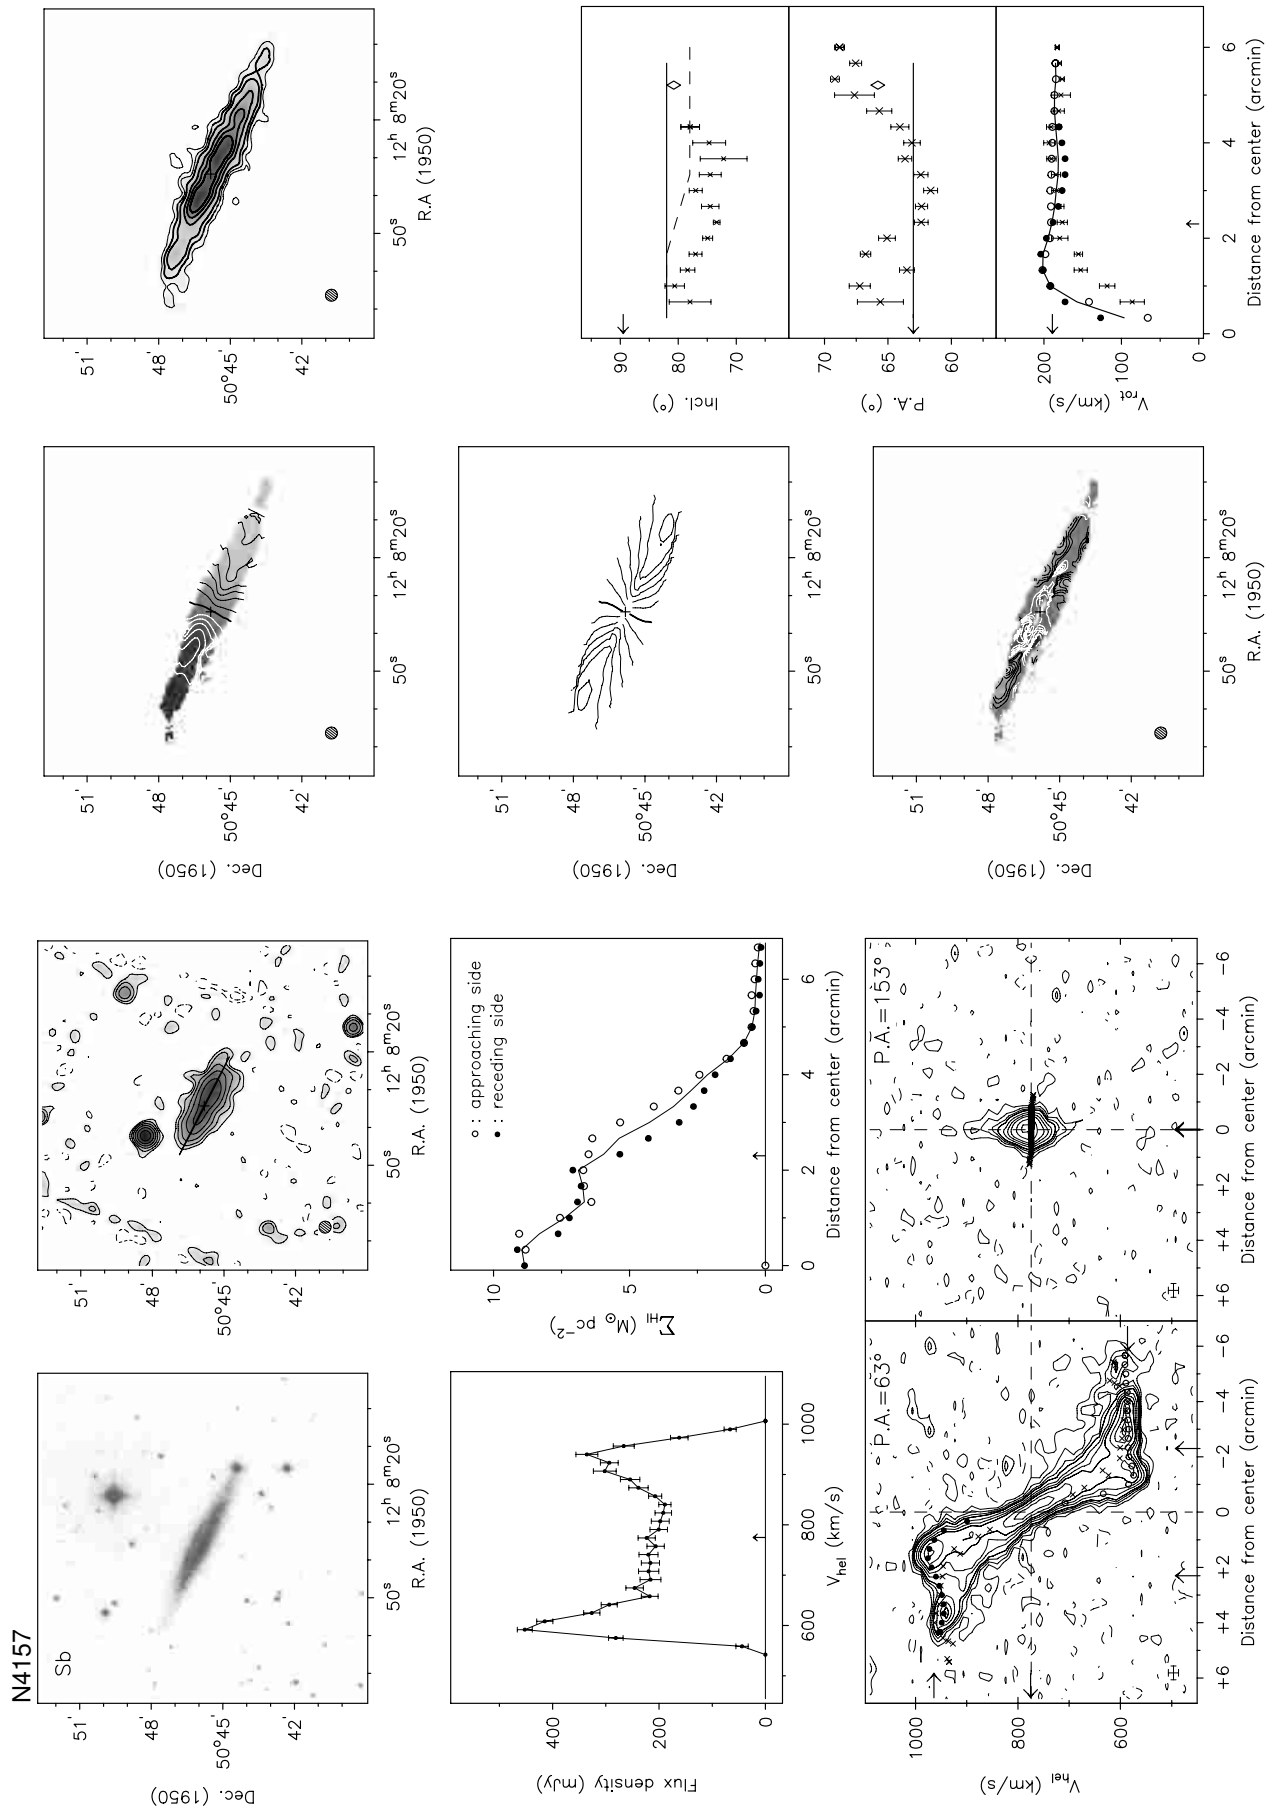 N4157
Sb
Dec. (1950)
51'
48'
50°45'
42'
50ˢ
12ʰ 8ᵐ20ˢ
R.A. (1950)
51'
48'
50°45'
42'
50ˢ
12ʰ 8ᵐ20ˢ
R.A. (1950)
Dec. (1950)
51'
48'
50°45'
42'
50ˢ
12ʰ 8ᵐ20ˢ
51'
48'
50°45'
42'
50ˢ
12ʰ 8ᵐ20ˢ
R.A (1950)
Flux density (mJy)
400
200
0
600
800
1000
V_hel (km/s)
Σ_HI (M⊙ pc⁻²)
10
5
0
0
2
4
6
Distance from center (arcmin)
○ : approaching side
● : receding side
Dec. (1950)
51'
48'
50°45'
42'
50ˢ
12ʰ 8ᵐ20ˢ
Incl. (°)
90
80
70
P.A. (°)
70
65
60
V_rot (km/s)
200
100
0
0
2
4
6
Distance from center (arcmin)
V_hel (km/s)
1000
800
600
P.A.=63°
+6
+4
+2
0
-2
-4
-6
Distance from center (arcmin)
P.A.=153°
+6
+4
+2
0
-2
-4
-6
Distance from center (arcmin)
Dec. (1950)
51'
48'
50°45'
42'
50ˢ
12ʰ 8ᵐ20ˢ
R.A. (1950)